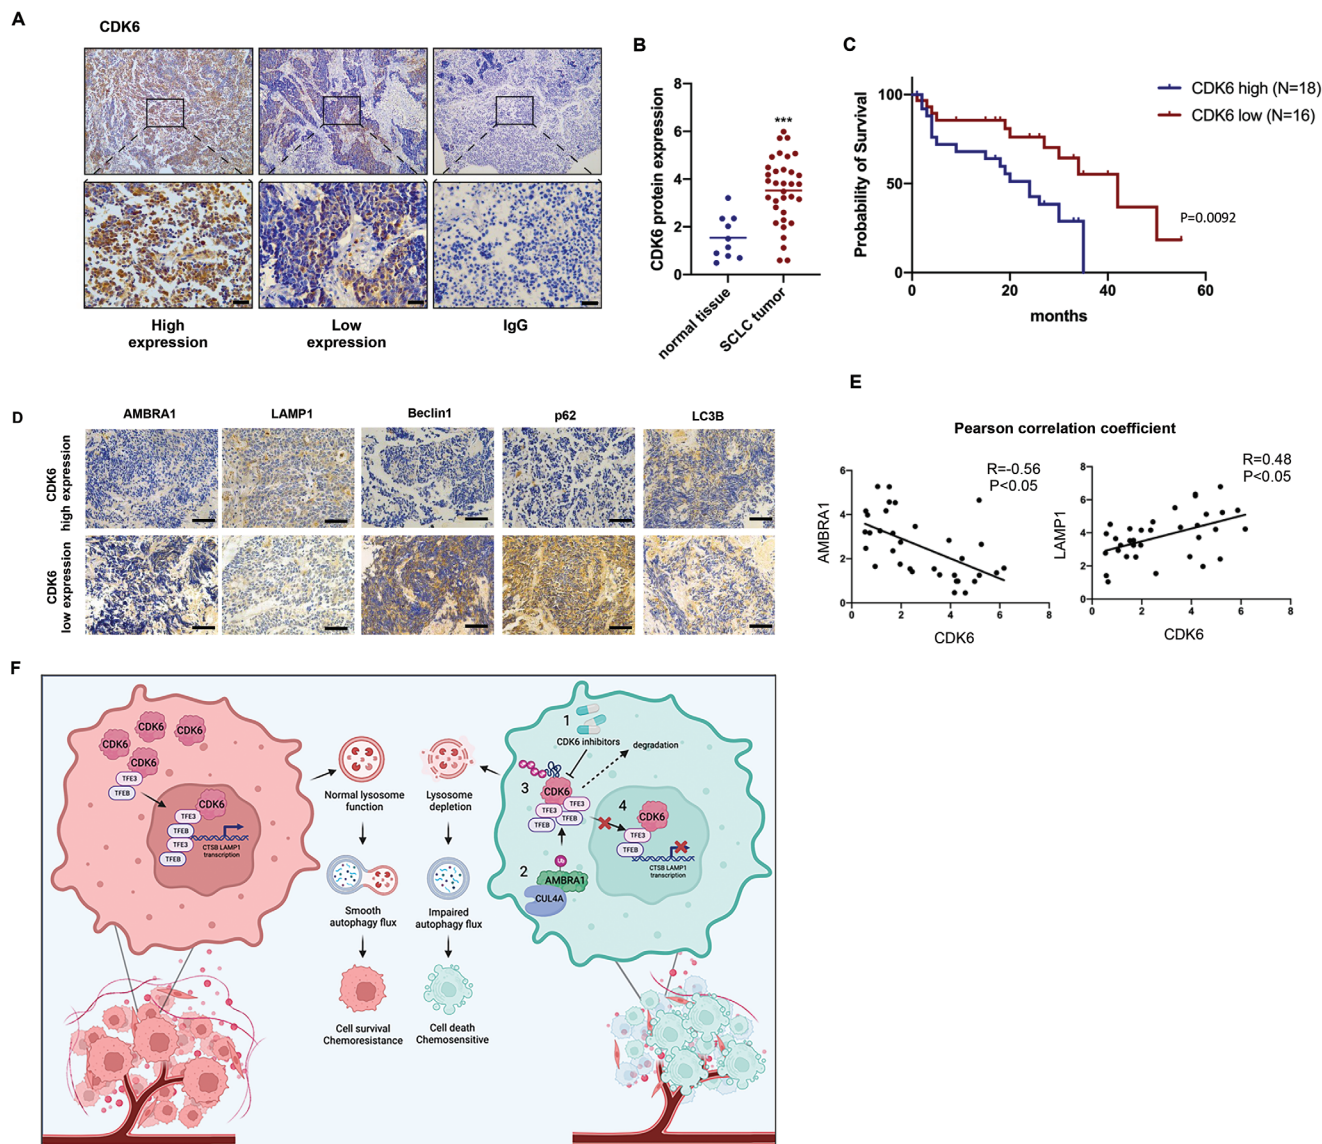 A
CDK6
High
expression
Low
expression
IgG
B
CDK6 protein expression
8
6
4
2
0
***
normal tissue
SCLC tumor
C
Probability of Survival
100
50
0
0
20
40
60
months
CDK6 high (N=18)
CDK6 low (N=16)
P=0.0092
D
AMBRA1
LAMP1
Beclin1
p62
LC3B
CDK6
high expression
CDK6
low expression
E
Pearson correlation coefficient
R=-0.56
P<0.05
AMBRA1
6
4
2
0
0
2
4
6
8
CDK6
R=0.48
P<0.05
LAMP1
8
6
4
2
0
0
2
4
6
8
CDK6
F
CDK6
CDK6
CDK6
CDK6
TFE3
TFEB
CDK6
TFE3
TFEB
TFE3
TFEB
CTSB LAMP1
transcription
Normal lysosome
function
Smooth
autophagy flux
Cell survival
Chemoresistance
Lysosome
depletion
Impaired
autophagy flux
Cell death
Chemosensitive
1
CDK6 inhibitors
degradation
3
CDK6
TFE3
TFE3
TFEB
TFEB
4
CDK6
TFE3
TFEB
CTSB LAMP1
transcription
Ub
2
AMBRA1
CUL4A